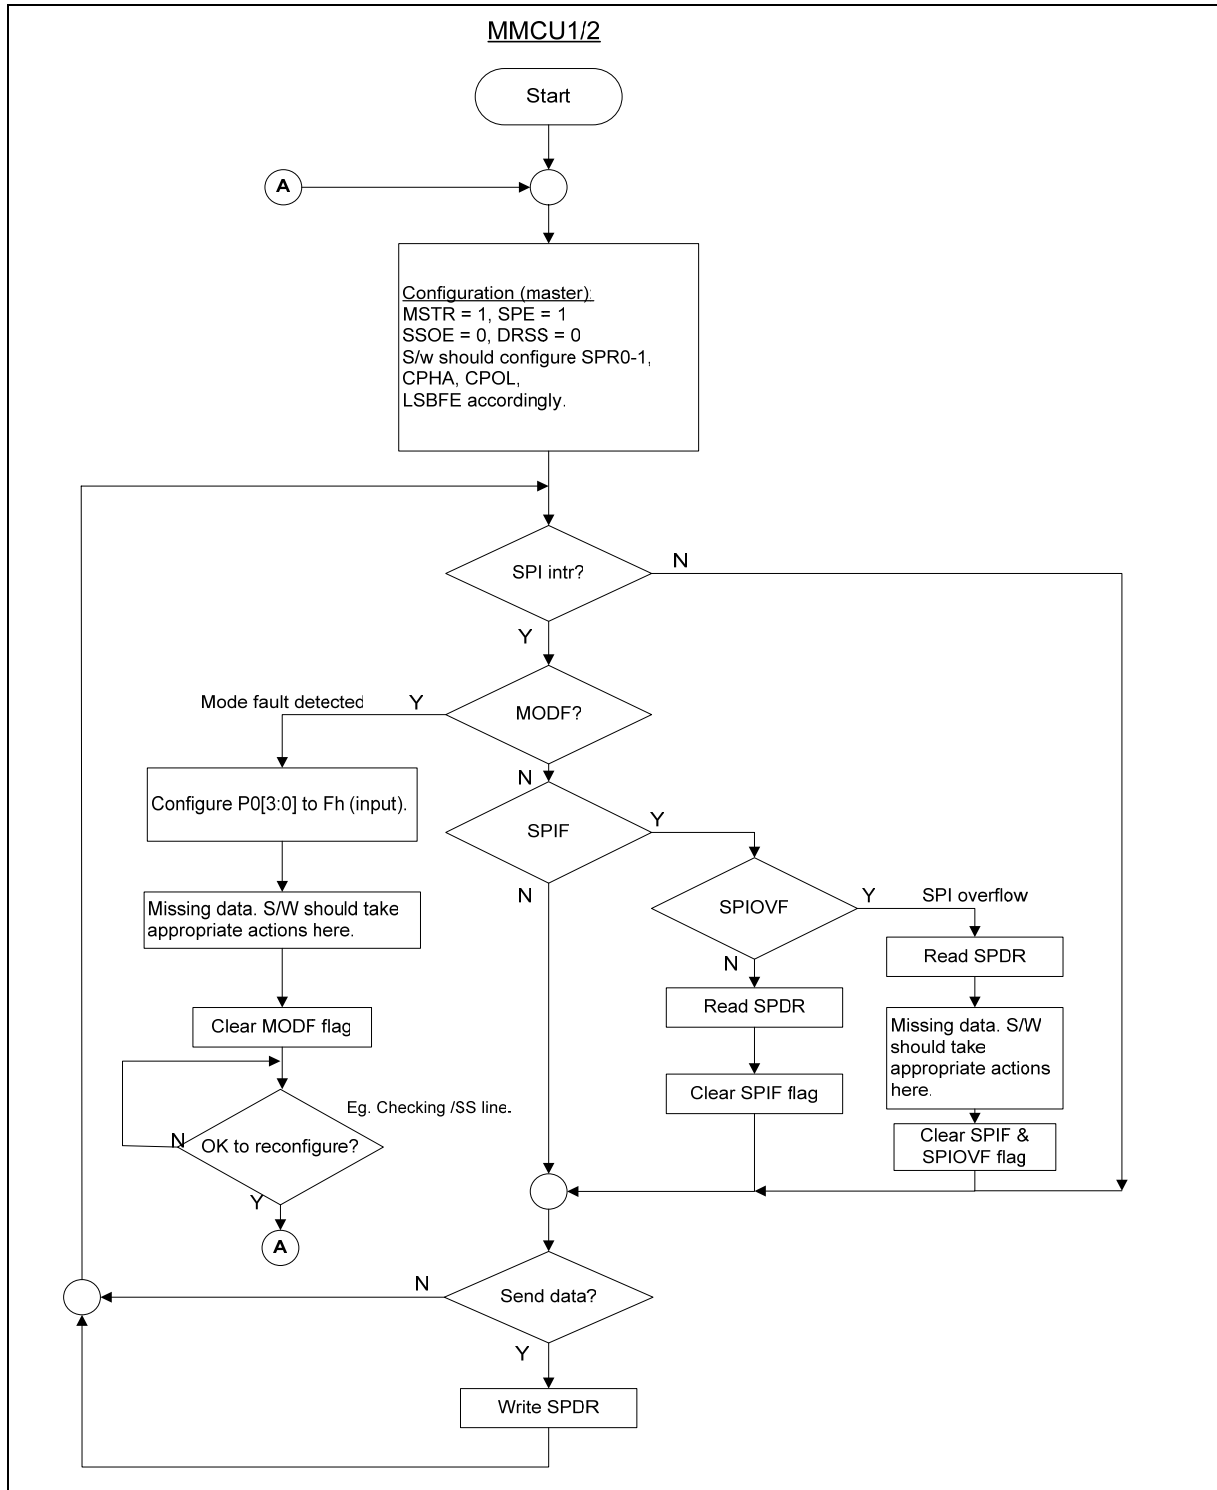 MMCU1/2
Start
A
Configuration (master):
MSTR = 1, SPE = 1
SSOE = 0, DRSS = 0
S/w should configure SPR0-1,
CPHA, CPOL,
LSBFE accordingly.
SPI intr?
N
Y
Mode fault detected
Y
MODF?
N
Configure P0[3:0] to Fh (input).
SPIF
Y
N
Missing data. S/W should take
appropriate actions here.
SPIOVF
Y
SPI overflow
N
Read SPDR
Read SPDR
Clear MODF flag
Missing data. S/W
should take
appropriate actions
here.
Clear SPIF flag
Eg. Checking /SS line.
N
OK to reconfigure?
Y
Clear SPIF &
SPIOVF flag
A
N
Send data?
Y
Write SPDR